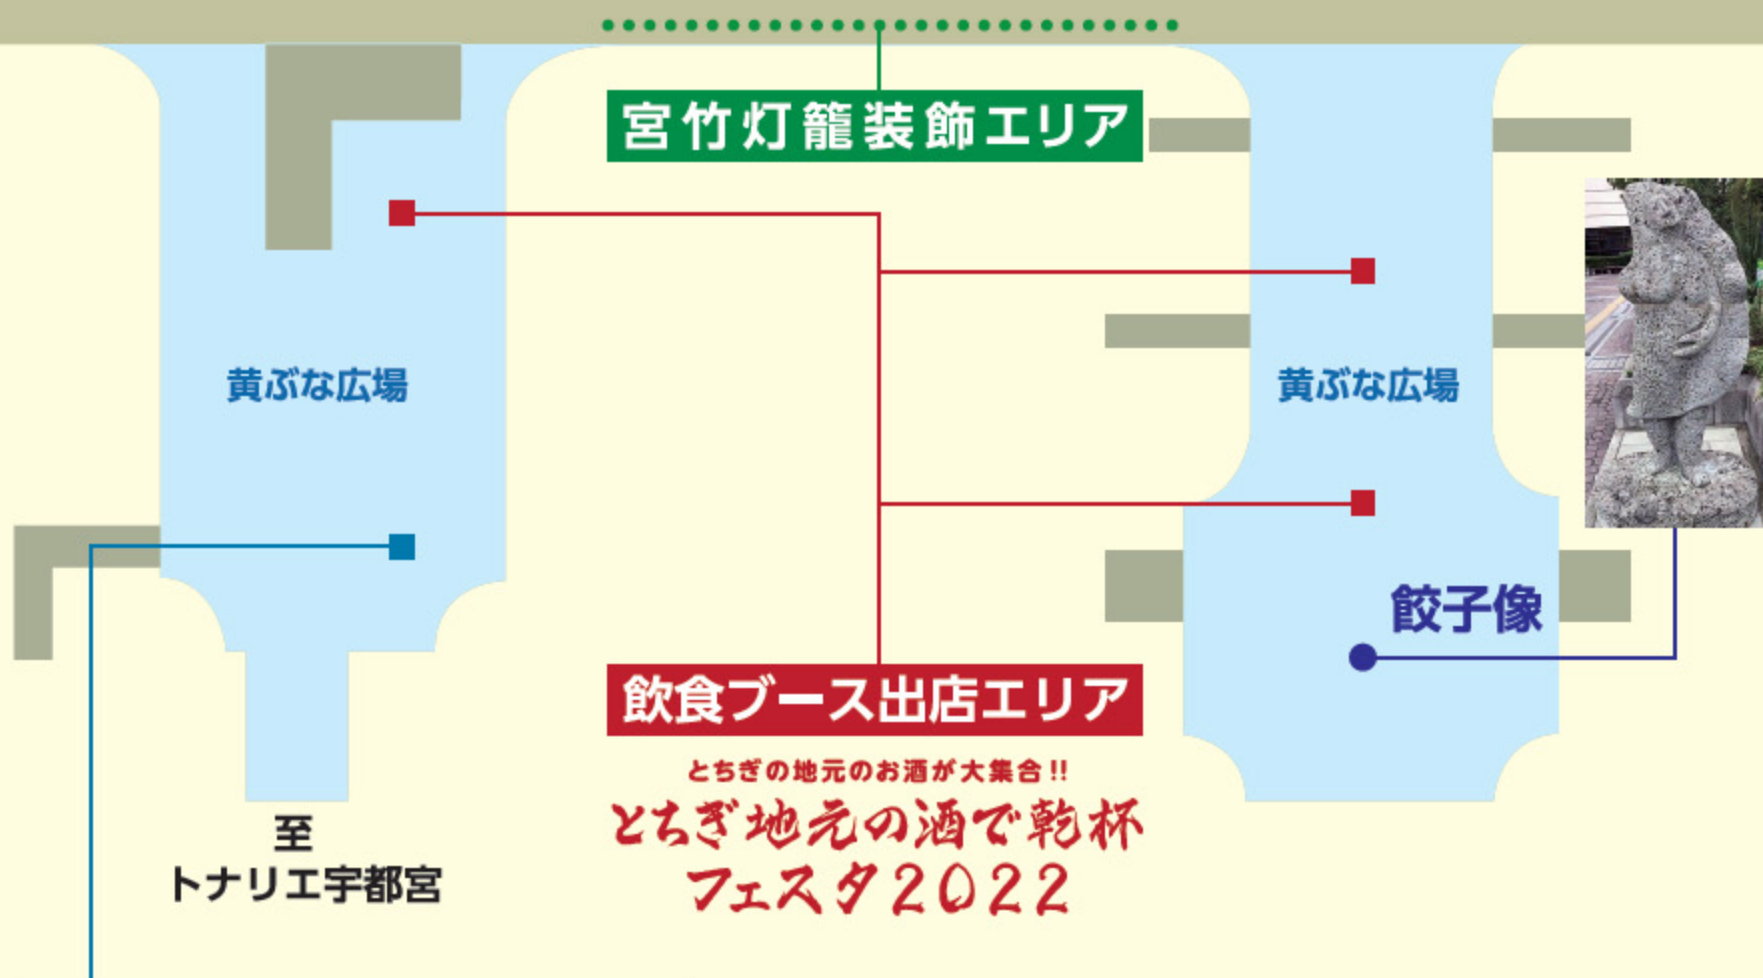 宮竹灯籠装飾エリア
黄ぶな広場
黄ぶな広場
餃子像
飲食ブース出店エリア
とちぎの地元のお酒が大集合!!
とちぎ地元の酒で乾杯
フェスタ2022
至
トナリエ宇都宮